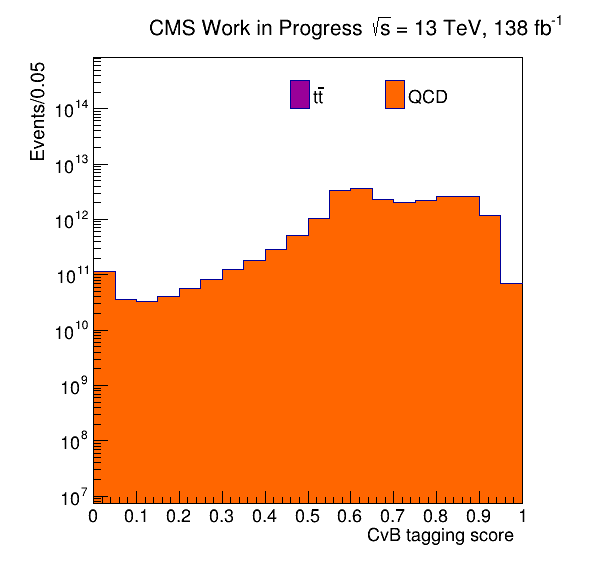 CMS Work in Progress √s = 13 TeV, 138 fb⁻¹
Events/0.05
tt̄ QCD
10¹⁴
10¹³
10¹²
10¹¹
10¹⁰
10⁹
10⁸
10⁷
0 0.1 0.2 0.3 0.4 0.5 0.6 0.7 0.8 0.9 1
CvB tagging score